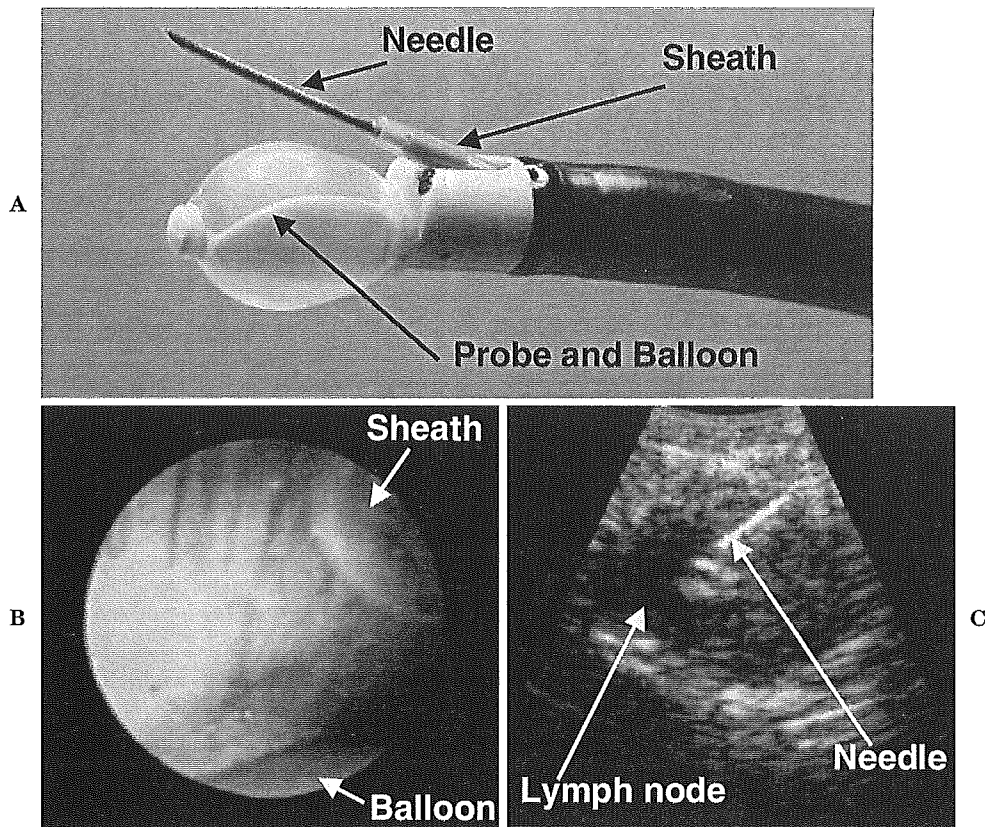 Needle
Sheath
A
Probe and Balloon
Sheath
B
C
Balloon
Lymph node
Needle